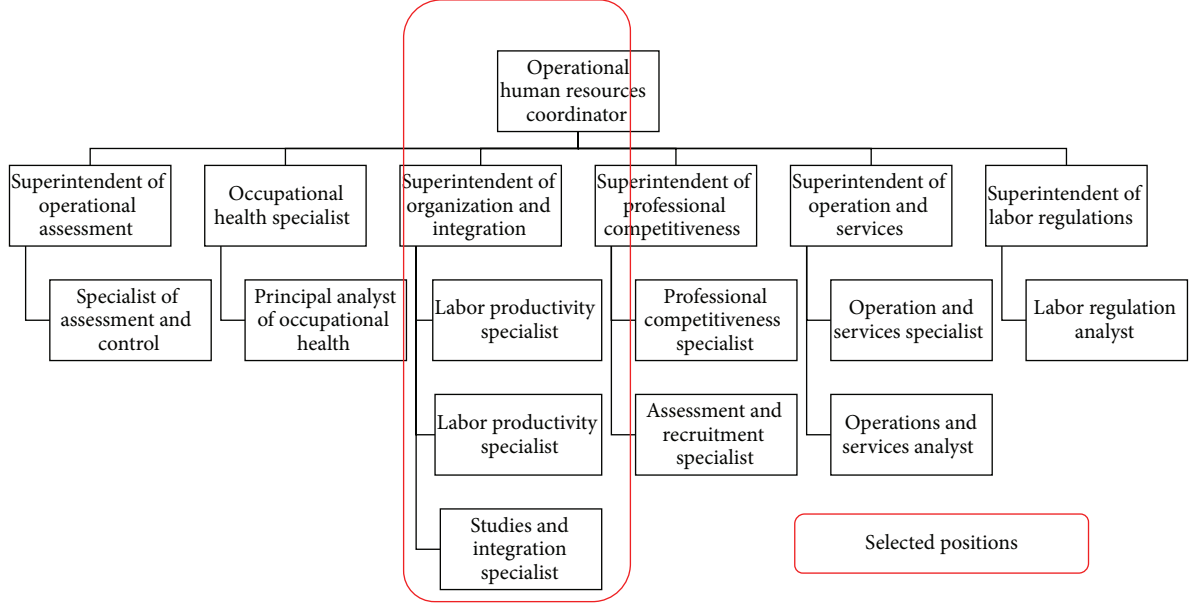 Operational
human resources
coordinator
Superintendent of
operational
assessment
Occupational
health specialist
Superintendent of
organization and
integration
Superintendent of
professional
competitiveness
Superintendent of
operation and
services
Superintendent of
labor regulations
Specialist of
assessment and
control
Principal analyst
of occupational
health
Labor productivity
specialist
Professional
competitiveness
specialist
Operation and
services specialist
Labor regulation
analyst
Labor productivity
specialist
Assessment and
recruitment
specialist
Operations and
services analyst
Studies and
integration
specialist
Selected positions